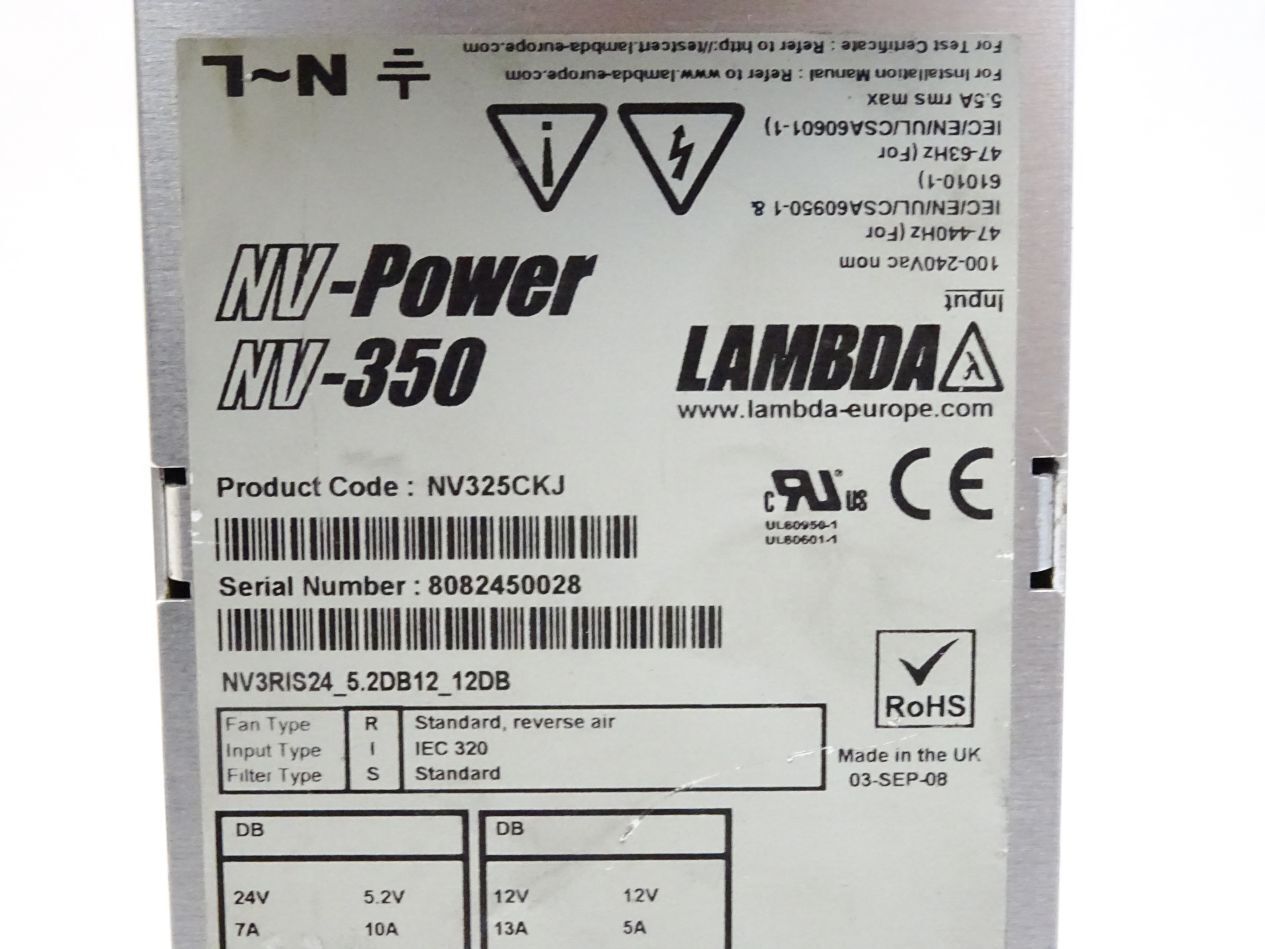 For Test Certificate : Refer to http://testcert.lambda-europe.com
For Installation Manual : Refer to www.lambda-europe.com
5.5A rms max
IEC/EN/UL/CSA60601-1)
47-63Hz (For
61010-1)
IEC/EN/UL/CSA60950-1 &
47-440Hz (For
100-240Vac nom
Input
L~N
NV-Power
NV-350
LAMBDA
www.lambda-europe.com
Product Code : NV325CKJ
c RU® US
UL60950-1
UL60601-1
CE
Serial Number : 8082450028
NV3RIS24_5.2DB12_12DB
RoHS
Fan Type R Standard, reverse air
Input Type I IEC 320
Filter Type S Standard
Made in the UK
03-SEP-08
DB DB
24V 5.2V 12V 12V
7A 10A 13A 5A